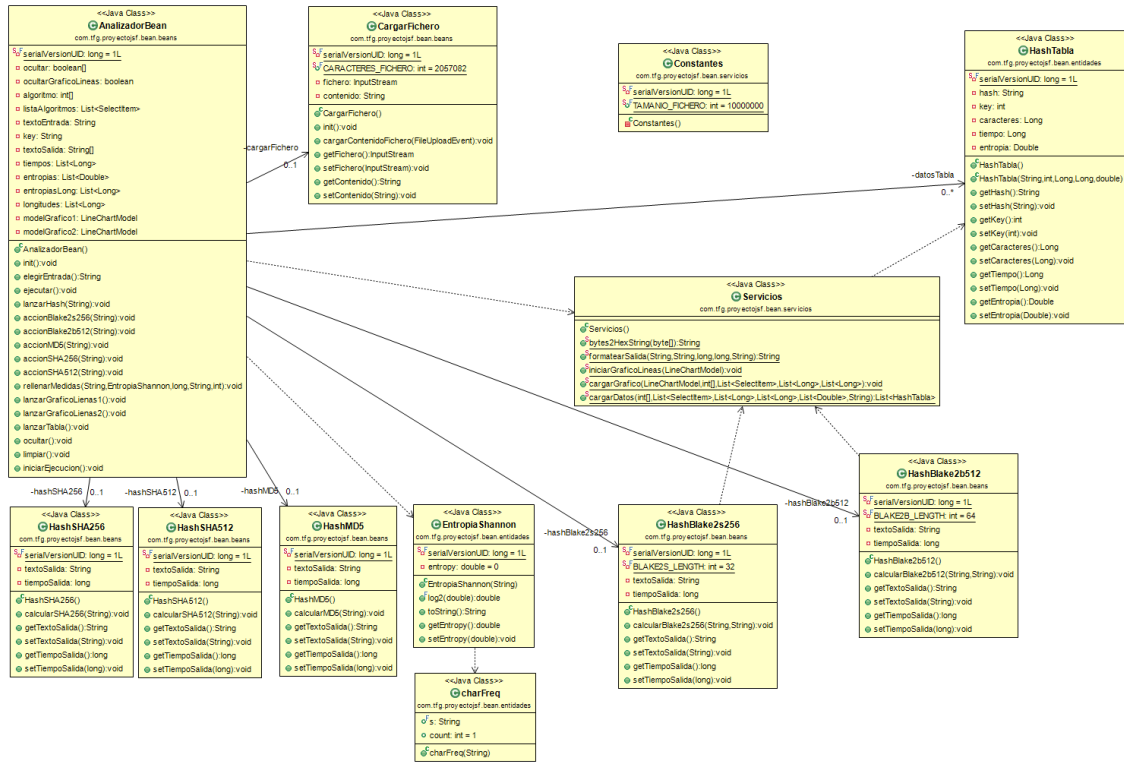 <<Java Class>>
AnalizadorBean
com.tfg.proyectojsf.bean.beans
serialVersionUID: long = 1L
ocultar: boolean[]
ocultarGraficoLineas: boolean
algoritmo: int[]
listaAlgoritmos: List<SelectItem>
textoEntrada: String
key: String
textoSalida: String[]
tiempos: List<Long>
entropias: List<Double>
entropiasLong: List<Long>
longitudes: List<Long>
modelGrafico1: LineChartModel
modelGrafico2: LineChartModel
AnalizadorBean()
init():void
elegirEntrada():String
ejecutar():void
lanzarHash(String):void
accionBlake2s256(String):void
accionBlake2b512(String):void
accionMD5(String):void
accionSHA256(String):void
accionSHA512(String):void
rellenarMedidas(String,EntropiaShannon,long,String,int):void
lanzarGraficoLienas1():void
lanzarGraficoLienas2():void
lanzarTabla():void
ocultar():void
limpiar():void
iniciarEjecucion():void
<<Java Class>>
CargarFichero
com.tfg.proyectojsf.bean.beans
serialVersionUID: long = 1L
CARACTERES_FICHERO: int = 2057082
fichero: InputStream
contenido: String
CargarFichero()
init():void
cargarContenidoFichero(FileUploadEvent):void
getFichero():InputStream
setFichero(InputStream):void
getContenido():String
setContenido(String):void
-cargarFichero
0..1
<<Java Class>>
Constantes
com.tfg.proyectojsf.bean.servicios
serialVersionUID: long = 1L
TAMANIO_FICHERO: int = 10000000
Constantes()
<<Java Class>>
HashTabla
com.tfg.proyectojsf.bean.entidades
serialVersionUID: long = 1L
hash: String
key: int
caracteres: Long
tiempo: Long
entropia: Double
HashTabla()
HashTabla(String,int,Long,Long,double)
getHash():String
setHash(String):void
getKey():int
setKey(int):void
getCaracteres():Long
setCaracteres(Long):void
getTiempo():Long
setTiempo(Long):void
getEntropia():Double
setEntropia(Double):void
-datosTabla
0..*
<<Java Class>>
Servicios
com.tfg.proyectojsf.bean.servicios
Servicios()
bytes2HexString(byte[]):String
formatearSalida(String,String,long,long,String):String
iniciarGraficoLineas(LineChartModel):void
cargarGrafico(LineChartModel,int[],List<SelectItem>,List<Long>,List<Long>):void
cargarDatos(int[],List<SelectItem>,List<Long>,List<Long>,List<Double>,String):List<HashTabla>
-hashSHA256 0..1
-hashSHA512 0..1
-hashMD5 0..1
-hashBlake2s256
0..1
-hashBlake2b512
0..1
<<Java Class>>
HashSHA256
com.tfg.proyectojsf.bean.beans
serialVersionUID: long = 1L
textoSalida: String
tiempoSalida: long
HashSHA256()
calcularSHA256(String):void
getTextoSalida():String
setTextoSalida(String):void
getTiempoSalida():long
setTiempoSalida(long):void
<<Java Class>>
HashSHA512
com.tfg.proyectojsf.bean.beans
serialVersionUID: long = 1L
textoSalida: String
tiempoSalida: long
HashSHA512()
calcularSHA512(String):void
getTextoSalida():String
setTextoSalida(String):void
getTiempoSalida():long
setTiempoSalida(long):void
<<Java Class>>
HashMD5
com.tfg.proyectojsf.bean.beans
serialVersionUID: long = 1L
textoSalida: String
tiempoSalida: long
HashMD5()
calcularMD5(String):void
getTextoSalida():String
setTextoSalida(String):void
getTiempoSalida():long
setTiempoSalida(long):void
<<Java Class>>
EntropiaShannon
com.tfg.proyectojsf.bean.entidades
serialVersionUID: long = 1L
entropy: double = 0
EntropiaShannon(String)
log2(double):double
toString():String
getEntropy():double
setEntropy(double):void
<<Java Class>>
charFreq
com.tfg.proyectojsf.bean.entidades
s: String
count: int = 1
charFreq(String)
<<Java Class>>
HashBlake2s256
com.tfg.proyectojsf.bean.beans
serialVersionUID: long = 1L
BLAKE2S_LENGTH: int = 32
textoSalida: String
tiempoSalida: long
HashBlake2s256()
calcularBlake2s256(String,String):void
getTextoSalida():String
setTextoSalida(String):void
getTiempoSalida():long
setTiempoSalida(long):void
<<Java Class>>
HashBlake2b512
com.tfg.proyectojsf.bean.beans
serialVersionUID: long = 1L
BLAKE2B_LENGTH: int = 64
textoSalida: String
tiempoSalida: long
HashBlake2b512()
calcularBlake2b512(String,String):void
getTextoSalida():String
setTextoSalida(String):void
getTiempoSalida():long
setTiempoSalida(long):void